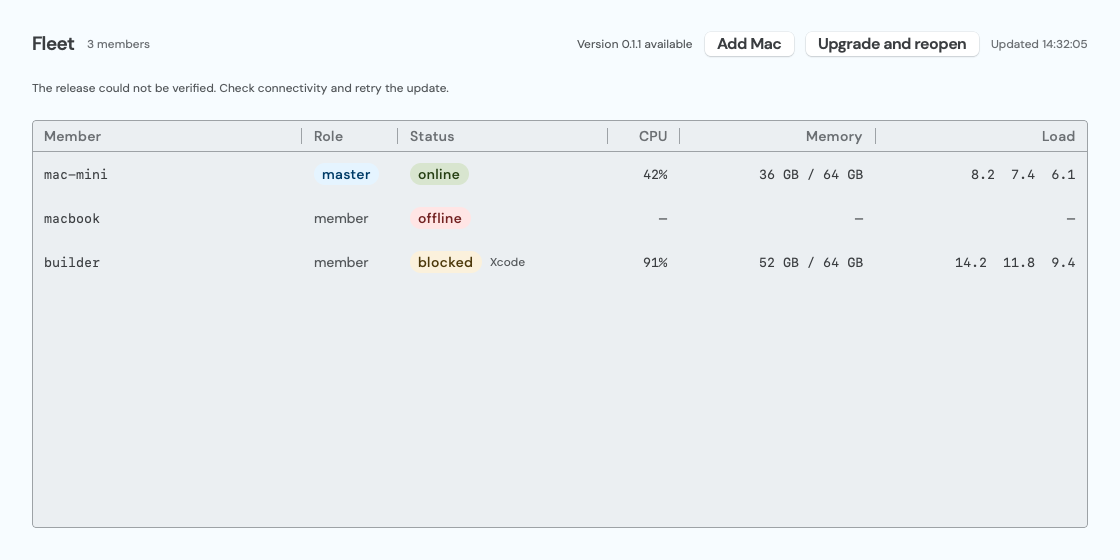 Fleet 3 members Version 0.1.1 available Add Mac Upgrade and reopen Updated 14:32:05
The release could not be verified. Check connectivity and retry the update.
Member Role Status CPU Memory Load
mac-mini master online 42% 36 GB / 64 GB 8.2 7.4 6.1
macbook member offline — — —
builder member blocked Xcode 91% 52 GB / 64 GB 14.2 11.8 9.4